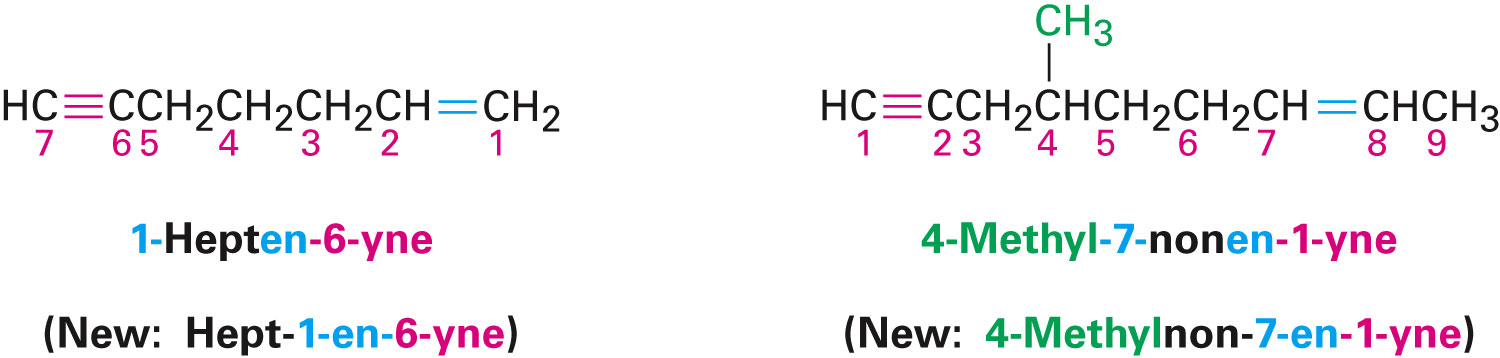 HC≡CCH₂CH₂CH₂CH=CH₂
7 6 5 4 3 2 1
1-Hepten-6-yne
(New: Hept-1-en-6-yne)
CH₃
HC≡CCH₂CHCH₂CH₂CH=CHCH₃
1 2 3 4 5 6 7 8 9
4-Methyl-7-nonen-1-yne
(New: 4-Methylnon-7-en-1-yne)